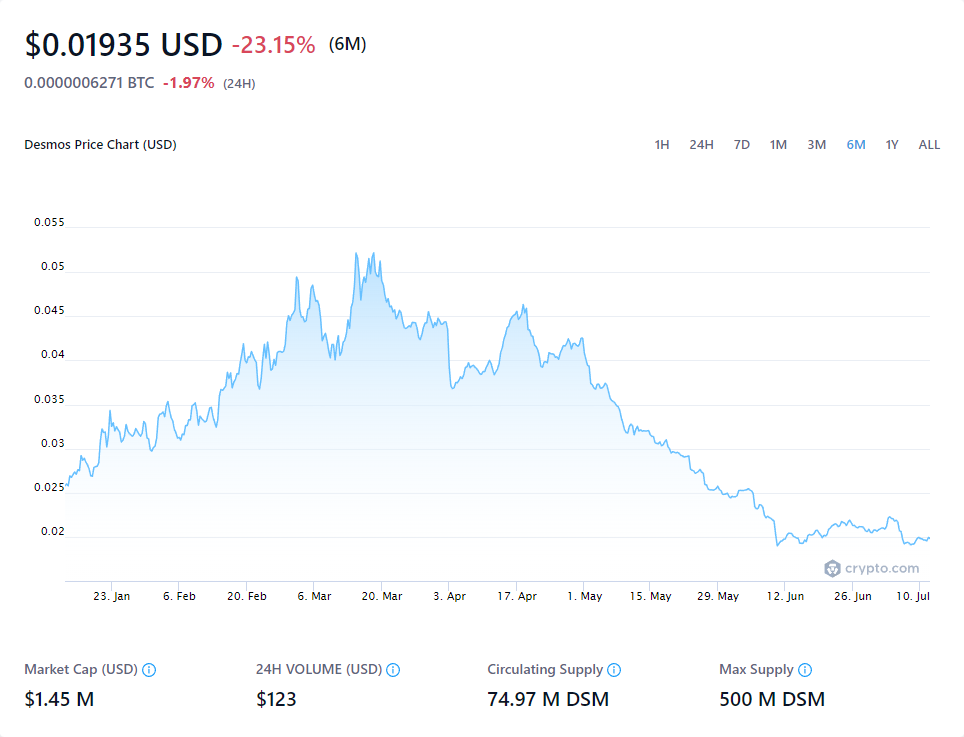 $0.01935 USD -23.15% (6M)
0.0000006271 BTC -1.97% (24H)
Desmos Price Chart (USD) 1H 24H 7D 1M 3M 6M 1Y ALL
0.055
0.05
0.045
0.04
0.035
0.03
0.025
0.02
crypto.com
23. Jan 6. Feb 20. Feb 6. Mar 20. Mar 3. Apr 17. Apr 1. May 15. May 29. May 12. Jun 26. Jun 10. Jul
Market Cap (USD) 24H VOLUME (USD) Circulating Supply Max Supply
$1.45 M $123 74.97 M DSM 500 M DSM